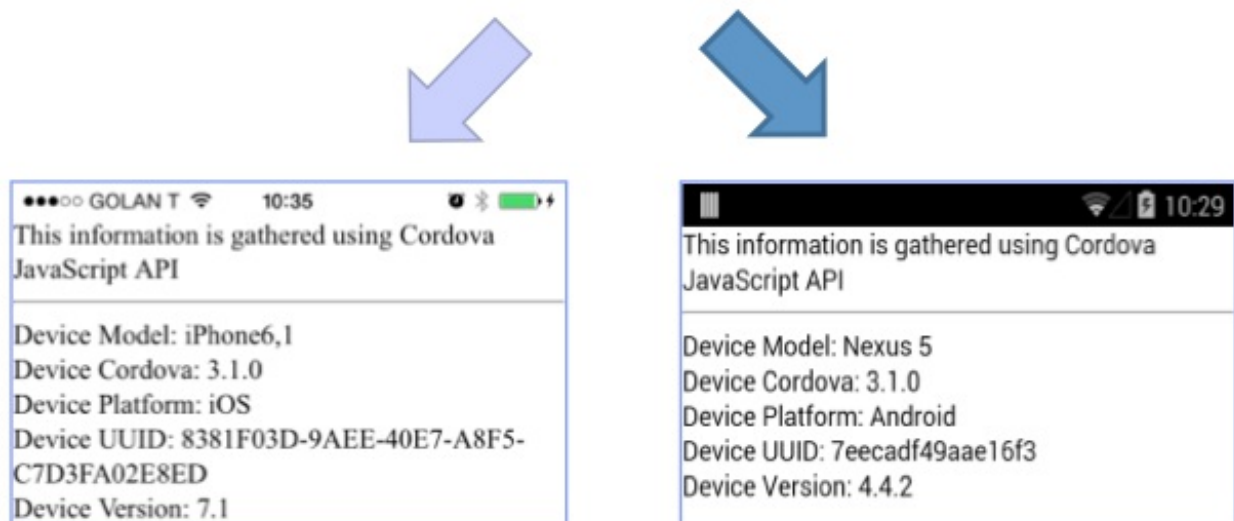 GOLAN T 10:35
This information is gathered using Cordova
JavaScript API
Device Model: iPhone6,1
Device Cordova: 3.1.0
Device Platform: iOS
Device UUID: 8381F03D-9AEE-40E7-A8F5-
C7D3FA02E8ED
Device Version: 7.1
10:29
This information is gathered using Cordova
JavaScript API
Device Model: Nexus 5
Device Cordova: 3.1.0
Device Platform: Android
Device UUID: 7eecadf49aae16f3
Device Version: 4.4.2